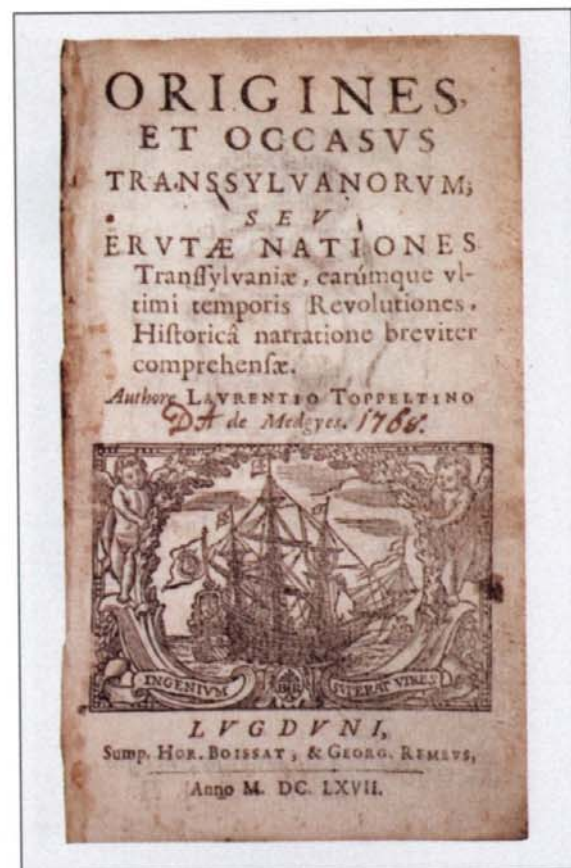 ORIGINES,
ET OCCASVS
TRANSSYLVANORVM;
SEV
ERVTÆ NATIONES
Transſylvaniæ, earúmque vl-
timi temporis Revolutiones,
Hiſtoricâ narratione breviter
comprehenſæ.
Authore LAVRENTIO TOPPELTINO
DA de Medgyes. 1768.
INGENIVM SVPERAT VIRES
LVGDVNI,
Sump. HOR. BOISSAT, & GEORG. REMEVS,
Anno M. DC. LXVII.